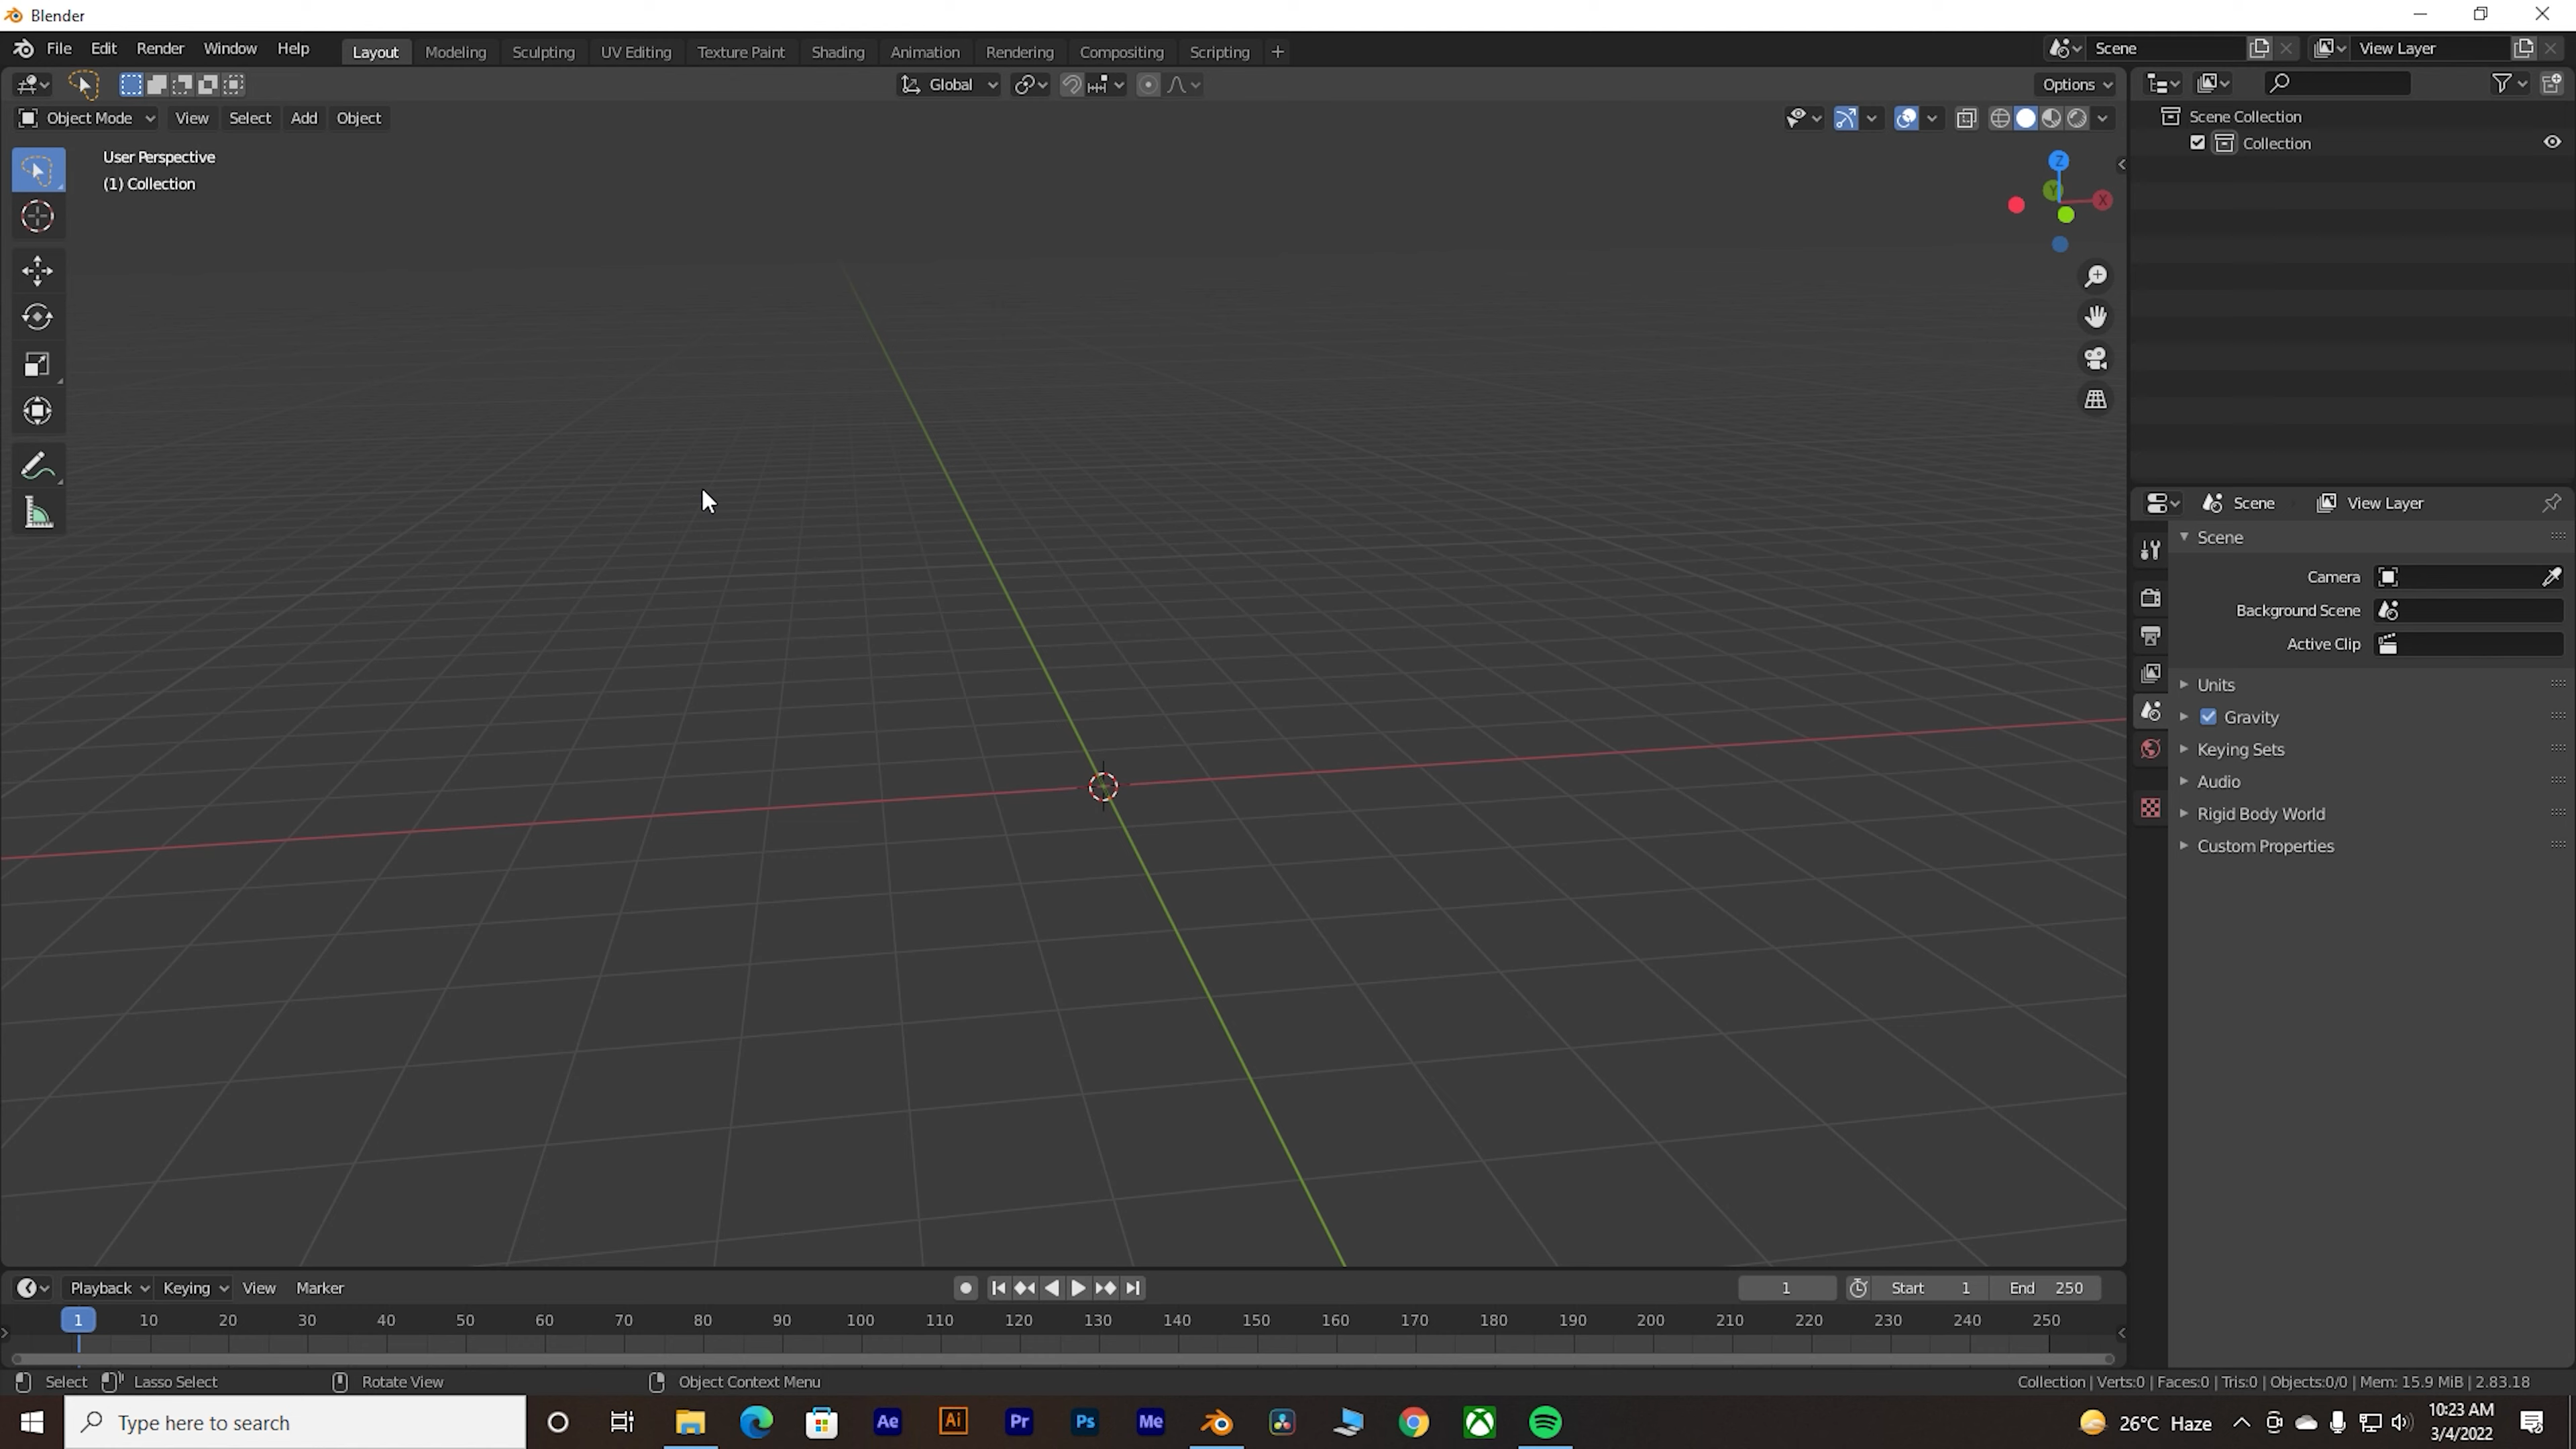 Blender
File Edit Render Window Help Layout Modeling Sculpting UV Editing Texture Paint Shading Animation Rendering Compositing Scripting + Scene View Layer
Global Options
Object Mode View Select Add Object
User Perspective
(1) Collection
Z
Y
X
Scene Collection
Collection
Scene View Layer
Scene
Camera
Background Scene
Active Clip
Units
Gravity
Keying Sets
Audio
Rigid Body World
Custom Properties
Playback Keying View Marker 1 Start 1 End 250
1 10 20 30 40 50 60 70 80 90 100 110 120 130 140 150 160 170 180 190 200 210 220 230 240 250
Select Lasso Select Rotate View Object Context Menu Collection | Verts:0 | Faces:0 | Tris:0 | Objects:0/0 | Mem: 15.9 MiB | 2.83.18
Type here to search Ae Ai Pr Ps Me 26°C Haze 10:23 AM
3/4/2022